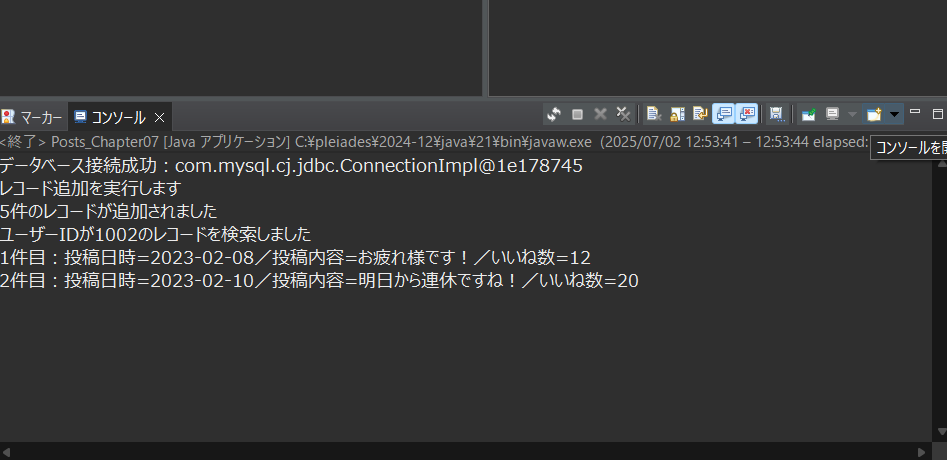 マーカー コンソール
<終了> Posts_Chapter07 [Java アプリケーション] C:¥pleiades¥2024-12¥java¥21¥bin¥javaw.exe (2025/07/02 12:53:41 – 12:53:44 elapsed:
コンソールを開
データベース接続成功：com.mysql.cj.jdbc.ConnectionImpl@1e178745
レコード追加を実行します
5件のレコードが追加されました
ユーザーIDが1002のレコードを検索しました
1件目：投稿日時=2023-02-08／投稿内容=お疲れ様です！／いいね数=12
2件目：投稿日時=2023-02-10／投稿内容=明日から連休ですね！／いいね数=20